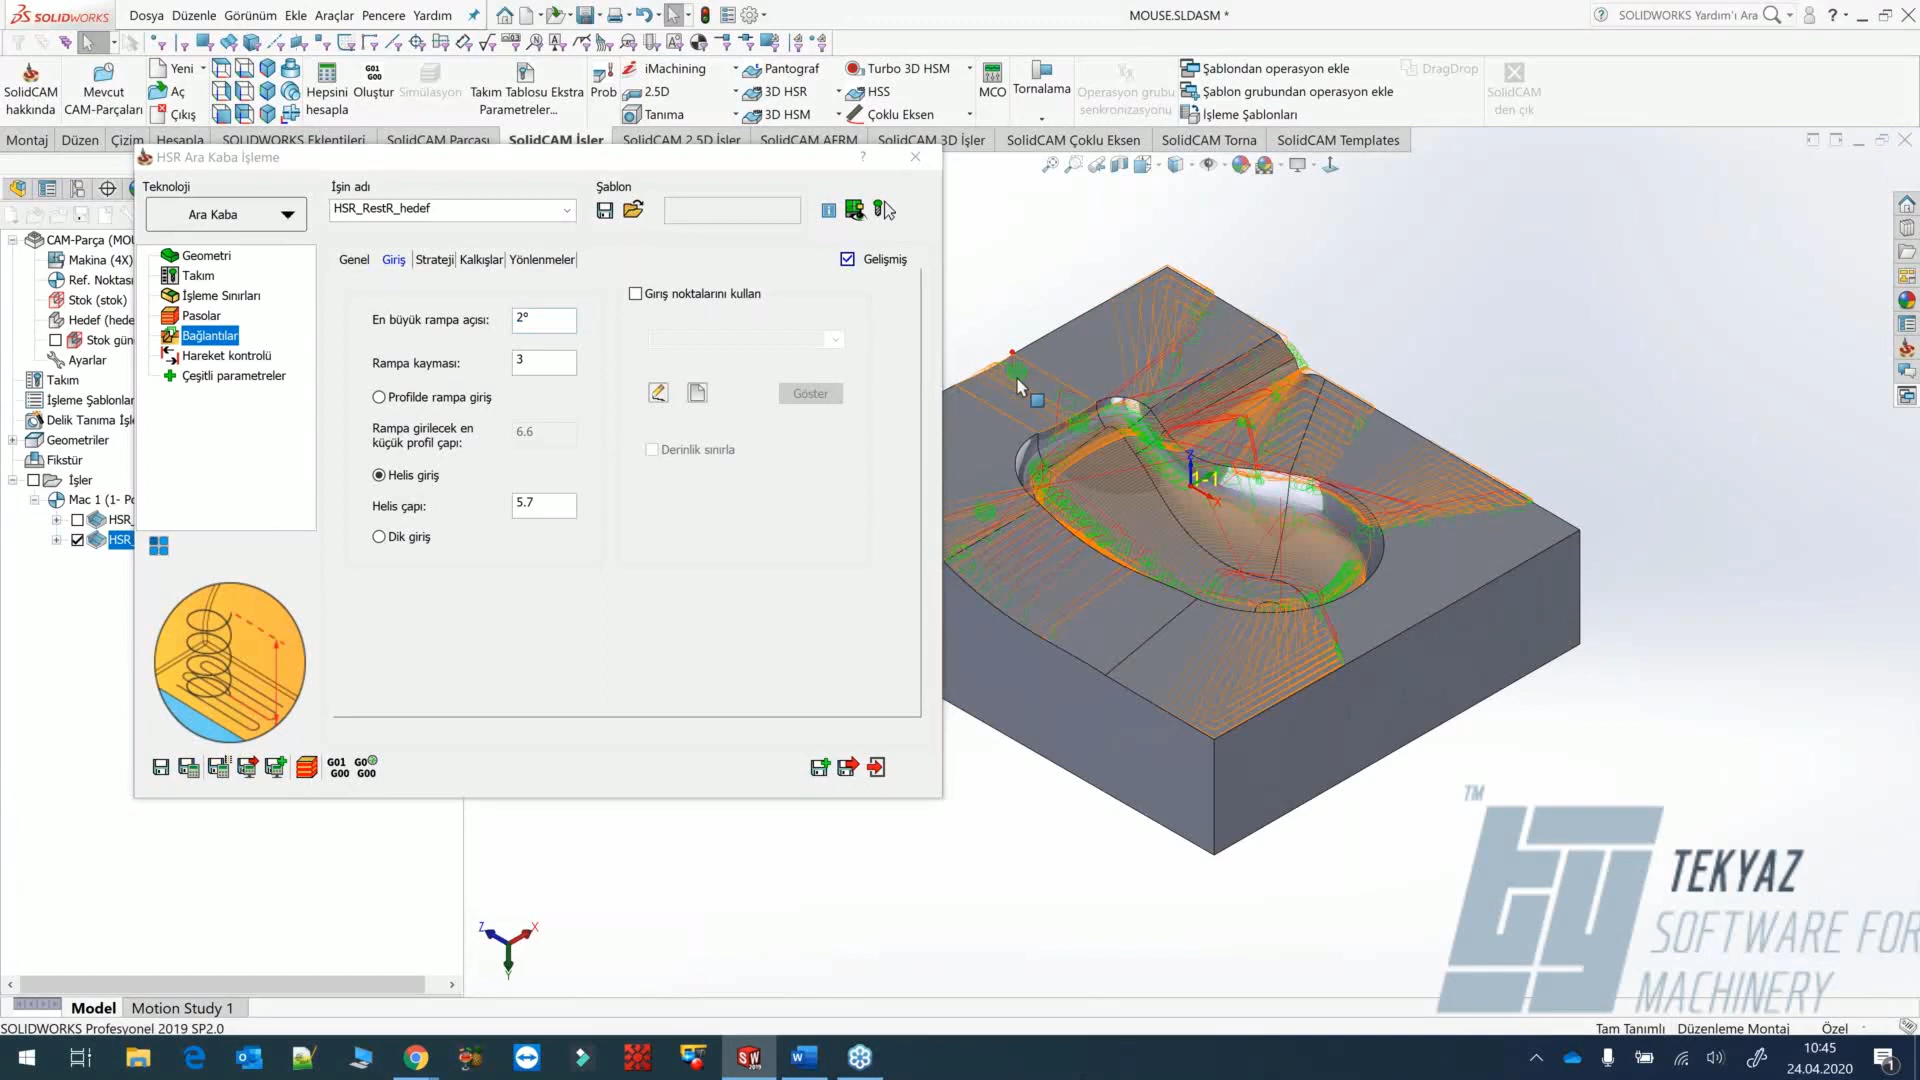 SOLIDWORKS Dosya Düzenle Görünüm Ekle Araçlar Pencere Yardım MOUSE.SLDASM * SOLIDWORKS Yardım'ı Ara
SolidCAM hakkında
Mevcut CAM-Parçaları
Yeni
Aç
Çıkış
Hepsini hesapla
G01 G00 Oluştur
Simülasyon
Takım Tablosu Ekstra Parametreler...
Prob
iMachining
2.5D
Tanıma
Pantograf
3D HSR
3D HSM
Turbo 3D HSM
HSS
Çoklu Eksen
MCO
Tornalama
Operasyon grubu senkronizasyonu
Şablondan operasyon ekle
Şablon grubundan operasyon ekle
İşleme Şablonları
DragDrop
SolidCAM den çık
Montaj Düzen Çizim Hesapla SOLIDWORKS Eklentileri SolidCAM Parçası SolidCAM İşler SolidCAM 2.5D İşler SolidCAM AFRM SolidCAM 3D İşler SolidCAM Çoklu Eksen SolidCAM Torna SolidCAM Templates
CAM-Parça (MOU
Makina (4X)
Ref. Noktası
Stok (stok)
Hedef (hede
Stok gün
Ayarlar
Takım
İşleme Şablonlar
Delik Tanıma İşle
Geometriler
Fikstür
İşler
Mac 1 (1- Po
HSR_
HSR_
HSR Ara Kaba İşleme
Teknoloji
Ara Kaba
İşin adı
HSR_RestR_hedef
Şablon
Geometri
Takım
İşleme Sınırları
Pasolar
Bağlantılar
Hareket kontrolü
Çeşitli parametreler
Genel Giriş Strateji Kalkışlar Yönlenmeler
Gelişmiş
En büyük rampa açısı: 2°
Rampa kayması: 3
Profilde rampa giriş
Rampa girilecek en küçük profil çapı: 6.6
Helis giriş
Helis çapı: 5.7
Dik giriş
Giriş noktalarını kullan
Göster
Derinlik sınırla
G01 G00
G0 G00
Z
1-1
X
Z X
Y
TM
TEKYAZ
SOFTWARE FOR
MACHINERY
Model Motion Study 1
SOLIDWORKS Profesyonel 2019 SP2.0 Tam Tanımlı Düzenleme Montaj Özel
10:45
24.04.2020
1